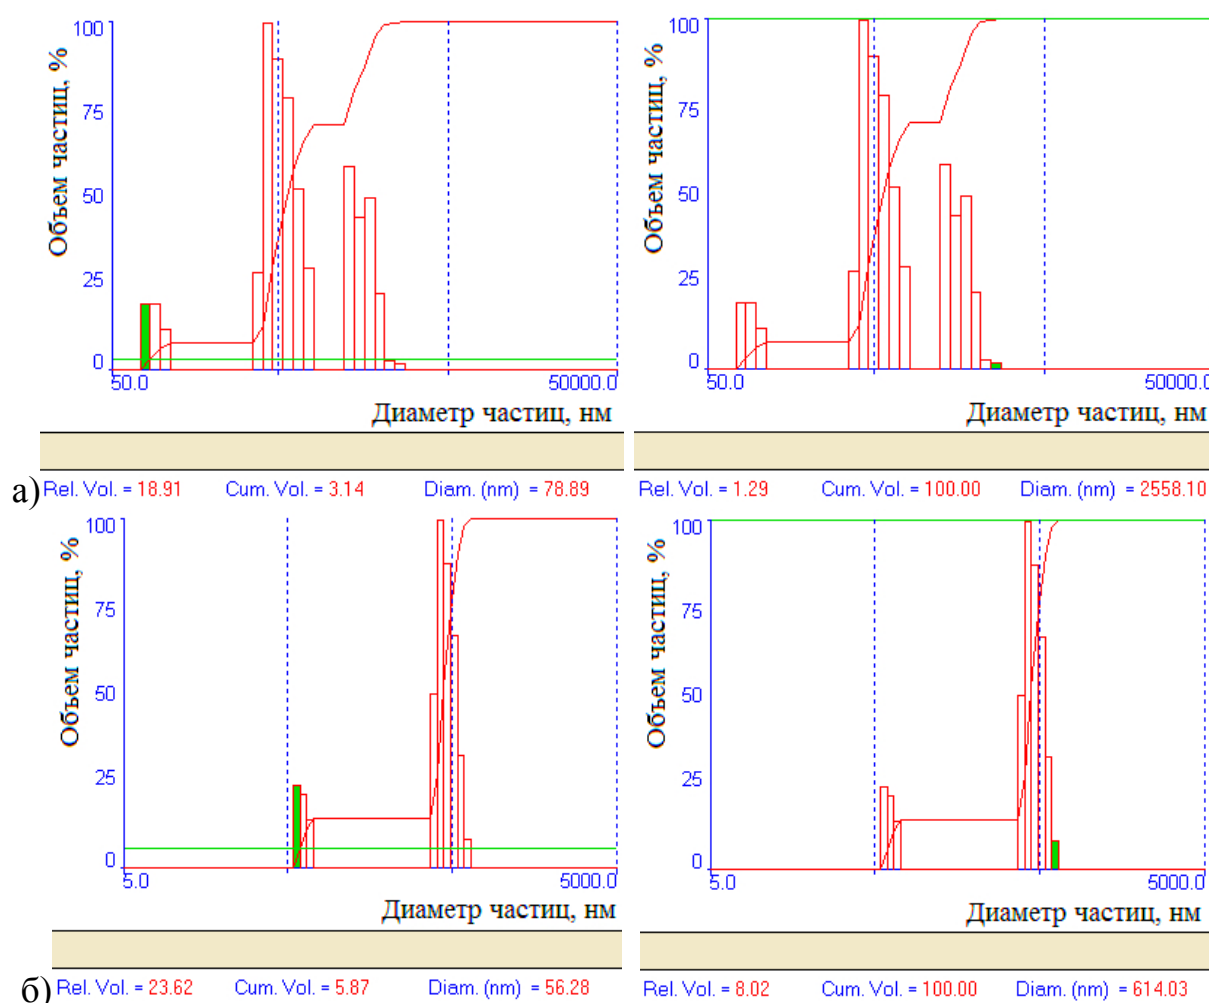 100
75
50
25
0
Объем частиц, %
50.0
50000.0
Диаметр частиц, нм
100
75
50
25
0
Объем частиц, %
50.0
50000.0
Диаметр частиц, нм
а)
Rel. Vol. = 18.91 Cum. Vol. = 3.14 Diam. (nm) = 78.89
Rel. Vol. = 1.29 Cum. Vol. = 100.00 Diam. (nm) = 2558.10
100
75
50
25
0
Объем частиц, %
5.0
5000.0
Диаметр частиц, нм
100
75
50
25
0
Объем частиц, %
5.0
5000.0
Диаметр частиц, нм
б)
Rel. Vol. = 23.62 Cum. Vol. = 5.87 Diam. (nm) = 56.28
Rel. Vol. = 8.02 Cum. Vol. = 100.00 Diam. (nm) = 614.03